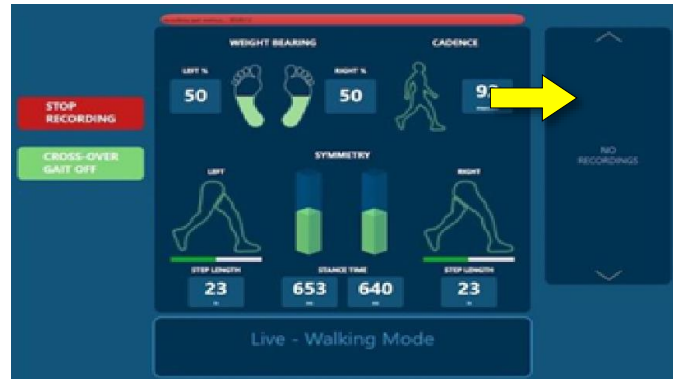 WEIGHT BEARING
CADENCE
LEFT %
RIGHT %
50
50
STOP
RECORDING
CROSS-OVER
GAIT OFF
NO
RECORDINGS
SYMMETRY
LEFT
RIGHT
STEP LENGTH
STANCE TIME
STEP LENGTH
23
653
640
23
Live - Walking Mode